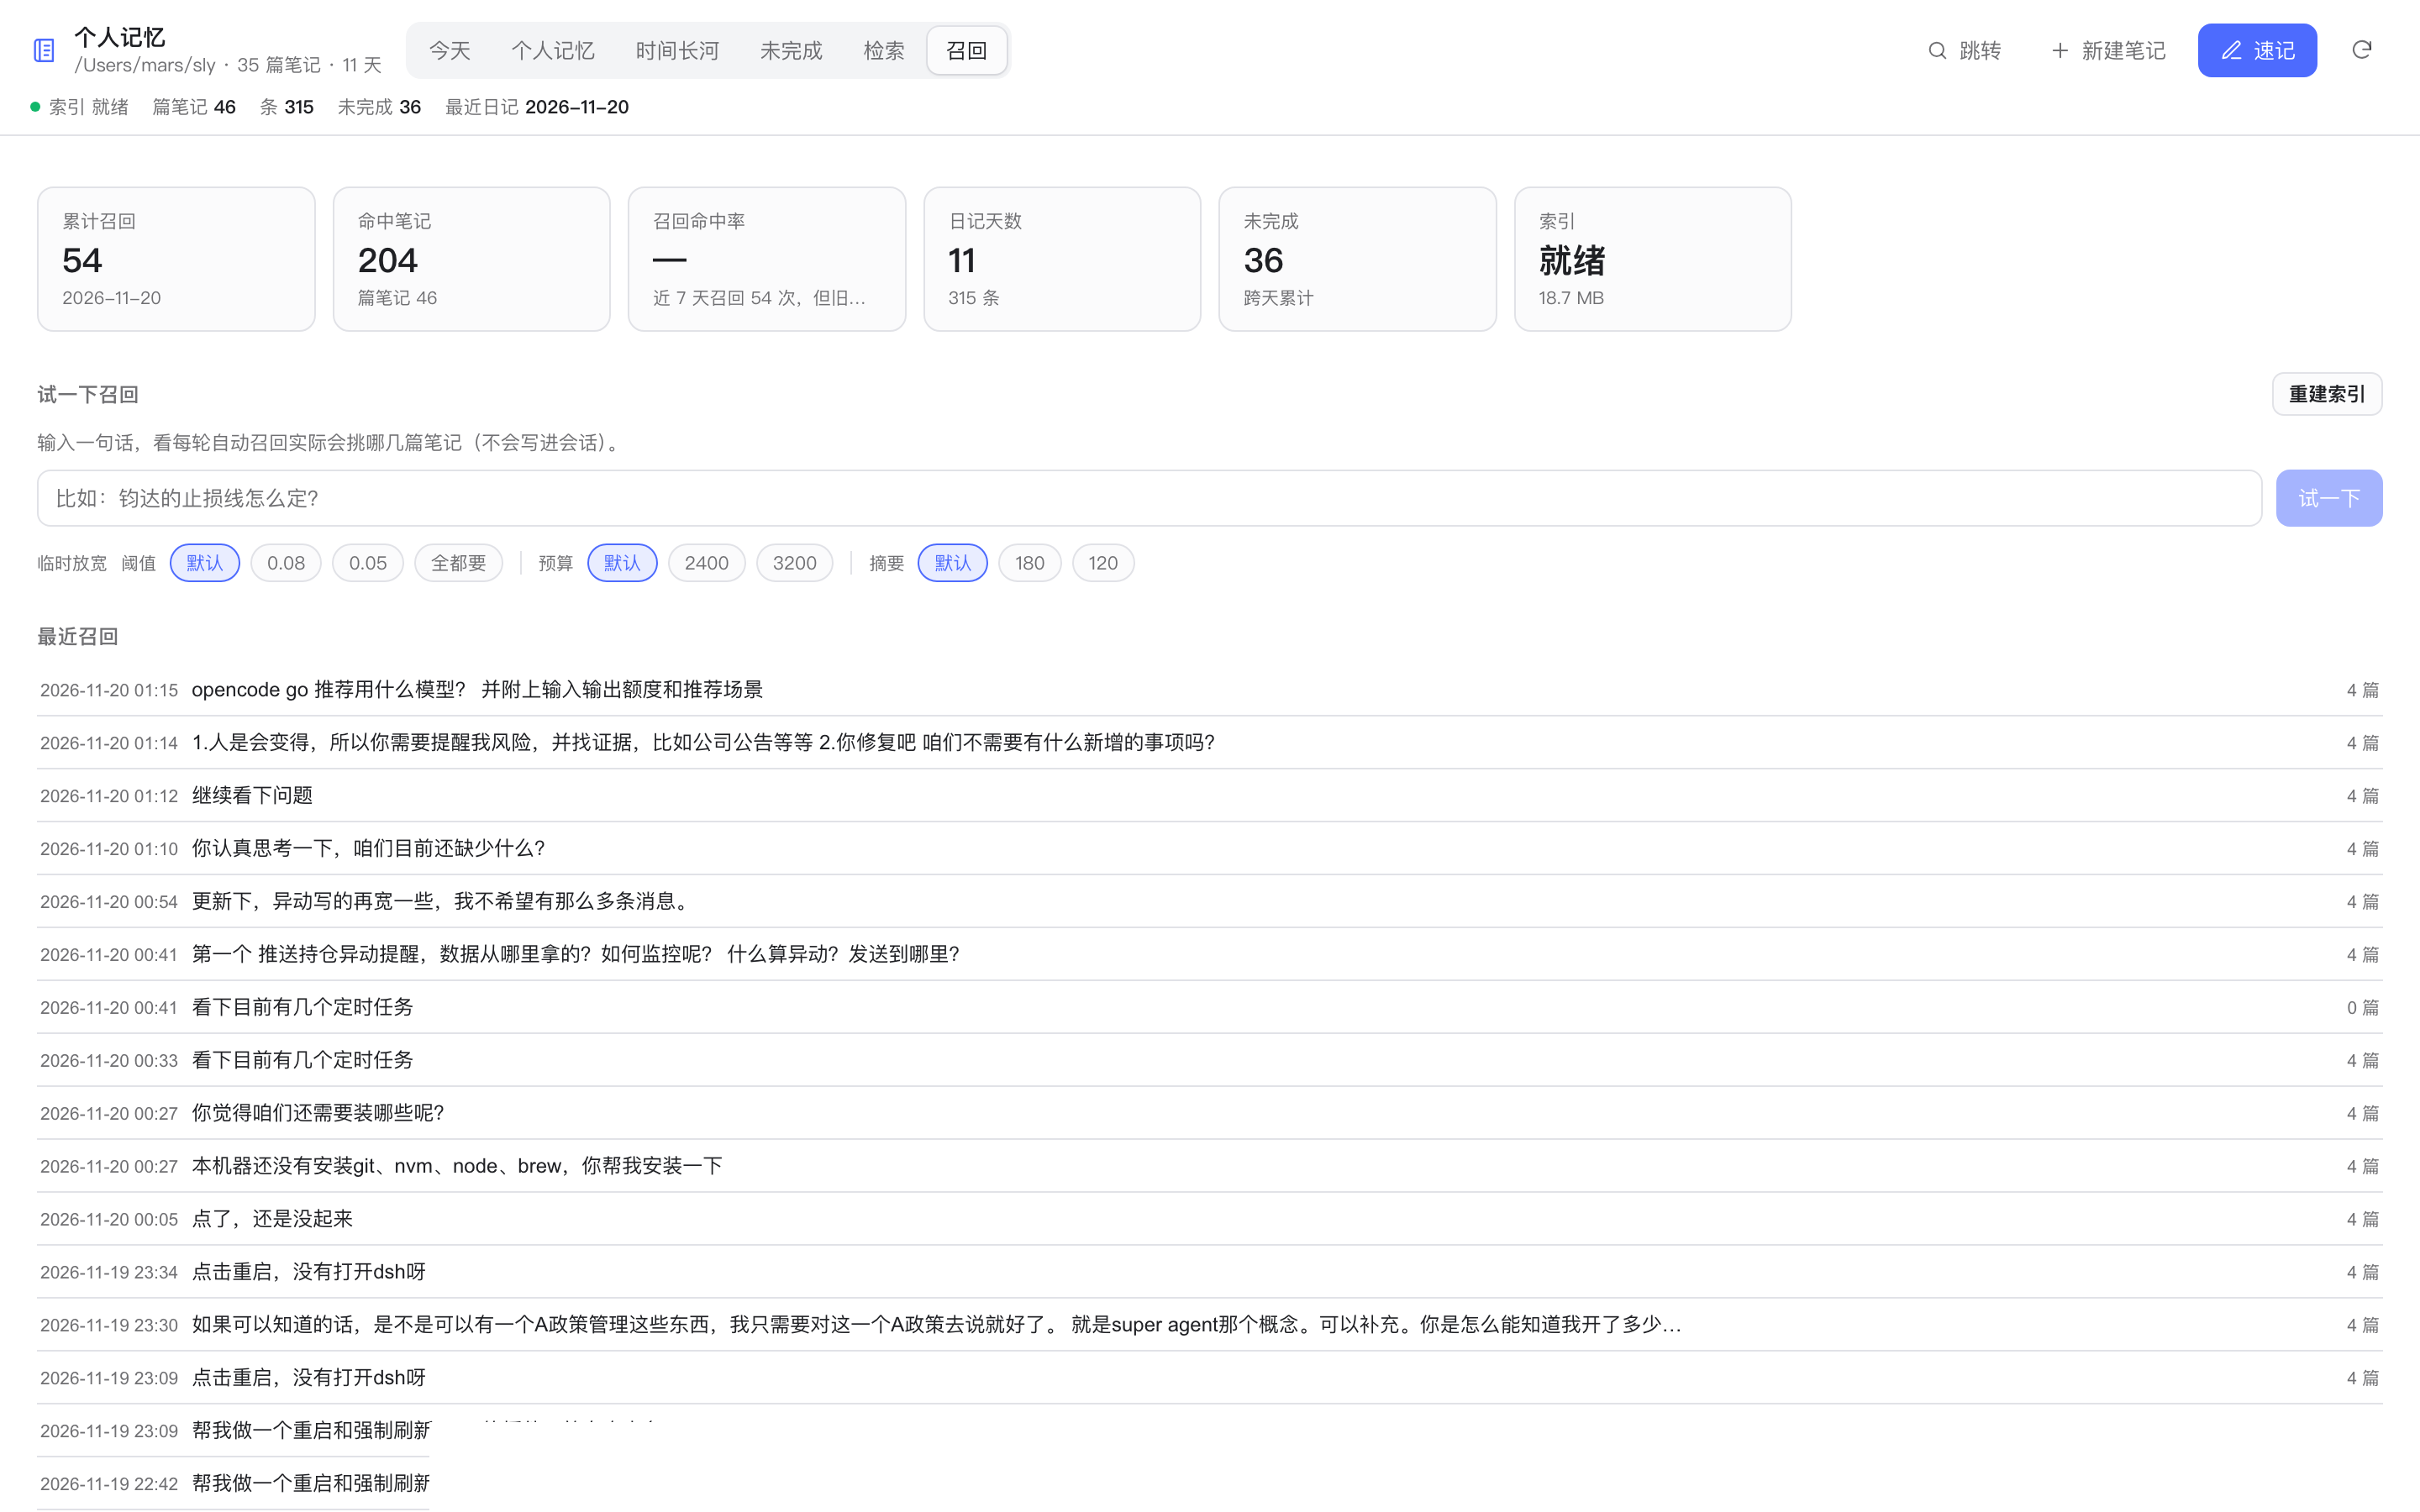 个人记忆
/Users/mars/sly · 35 篇笔记 · 11 天
今天 个人记忆 时间长河 未完成 检索 召回
跳转 + 新建笔记 速记
索引 就绪 篇笔记 46 条 315 未完成 36 最近日记 2026-11-20
累计召回
54
2026-11-20
命中笔记
204
篇笔记 46
召回命中率
—
近 7 天召回 54 次，但旧...
日记天数
11
315 条
未完成
36
跨天累计
索引
就绪
18.7 MB
试一下召回
重建索引
输入一句话，看每轮自动召回实际会挑哪几篇笔记（不会写进会话）。
比如：钧达的止损线怎么定？
试一下
临时放宽 阈值 默认 0.08 0.05 全都要 预算 默认 2400 3200 摘要 默认 180 120
最近召回
2026-11-20 01:15 opencode go 推荐用什么模型？ 并附上输入输出额度和推荐场景 4 篇
2026-11-20 01:14 1.人是会变得，所以你需要提醒我风险，并找证据，比如公司公告等等 2.你修复吧 咱们不需要有什么新增的事项吗？ 4 篇
2026-11-20 01:12 继续看下问题 4 篇
2026-11-20 01:10 你认真思考一下，咱们目前还缺少什么？ 4 篇
2026-11-20 00:54 更新下，异动写的再宽一些，我不希望有那么多条消息。 4 篇
2026-11-20 00:41 第一个 推送持仓异动提醒，数据从哪里拿的？如何监控呢？ 什么算异动？发送到哪里？ 4 篇
2026-11-20 00:41 看下目前有几个定时任务 0 篇
2026-11-20 00:33 看下目前有几个定时任务 4 篇
2026-11-20 00:27 你觉得咱们还需要装哪些呢？ 4 篇
2026-11-20 00:27 本机器还没有安装git、nvm、node、brew，你帮我安装一下 4 篇
2026-11-20 00:05 点了，还是没起来 4 篇
2026-11-19 23:34 点击重启，没有打开dsh呀 4 篇
2026-11-19 23:30 如果可以知道的话，是不是可以有一个A政策管理这些东西，我只需要对这一个A政策去说就好了。 就是super agent那个概念。可以补充。你是怎么能知道我开了多少... 4 篇
2026-11-19 23:09 点击重启，没有打开dsh呀 4 篇
2026-11-19 23:09 帮我做一个重启和强制刷新
2026-11-19 22:42 帮我做一个重启和强制刷新